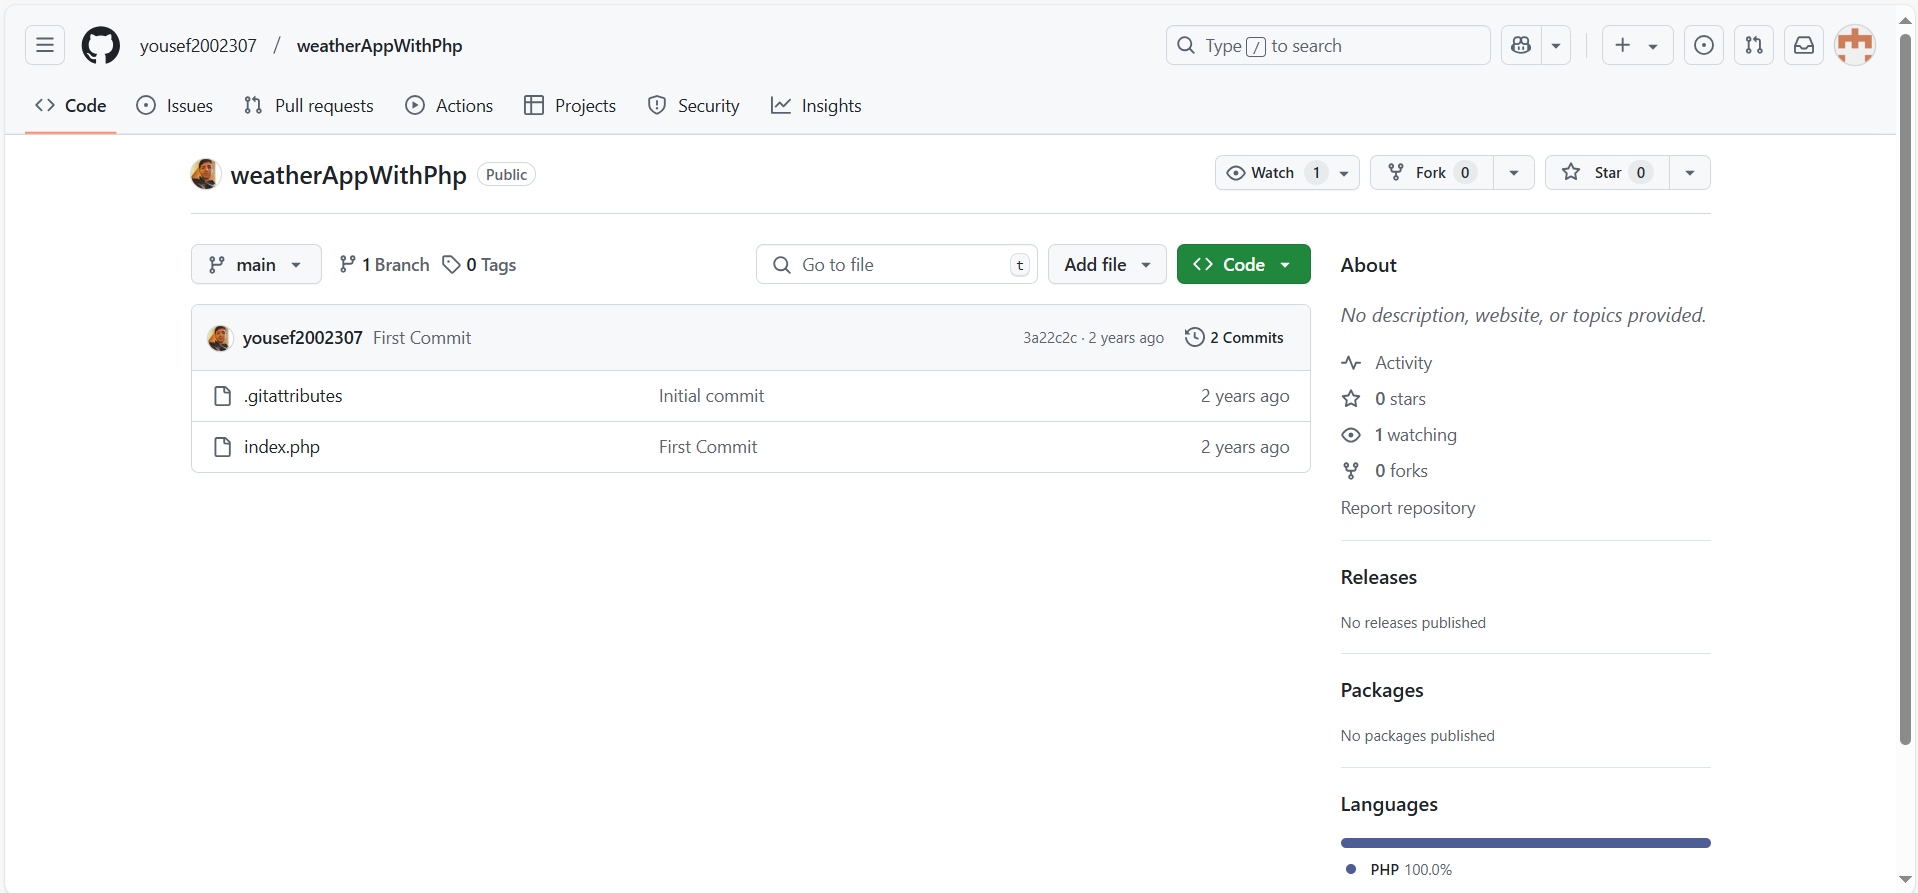 yousef2002307 / weatherAppWithPhp
Type / to search
Code Issues Pull requests Actions Projects Security Insights
weatherAppWithPhp Public
Watch 1 Fork 0 Star 0
main 1 Branch 0 Tags Go to file t Add file Code
yousef2002307 First Commit 3a22c2c · 2 years ago 2 Commits
.gitattributes Initial commit 2 years ago
index.php First Commit 2 years ago
About
No description, website, or topics provided.
Activity
0 stars
1 watching
0 forks
Report repository
Releases
No releases published
Packages
No packages published
Languages
PHP 100.0%